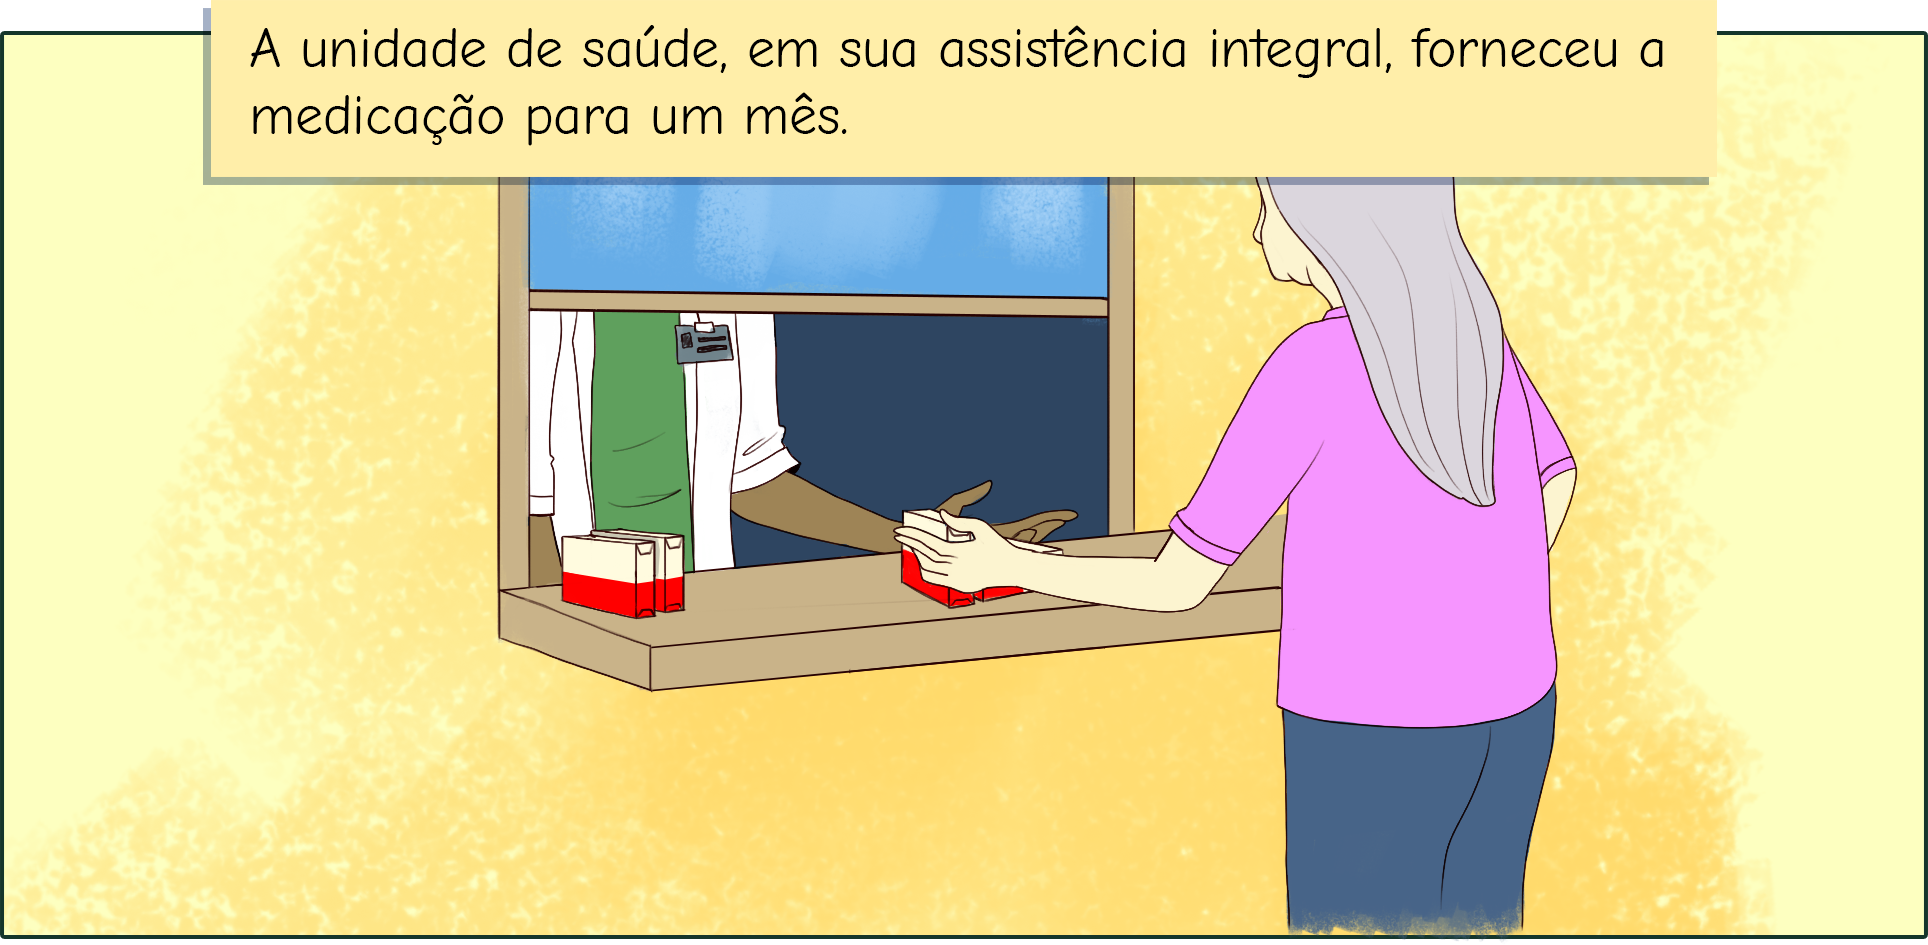 A unidade de saúde, em sua assistência integral, forneceu a
medicação para um mês.